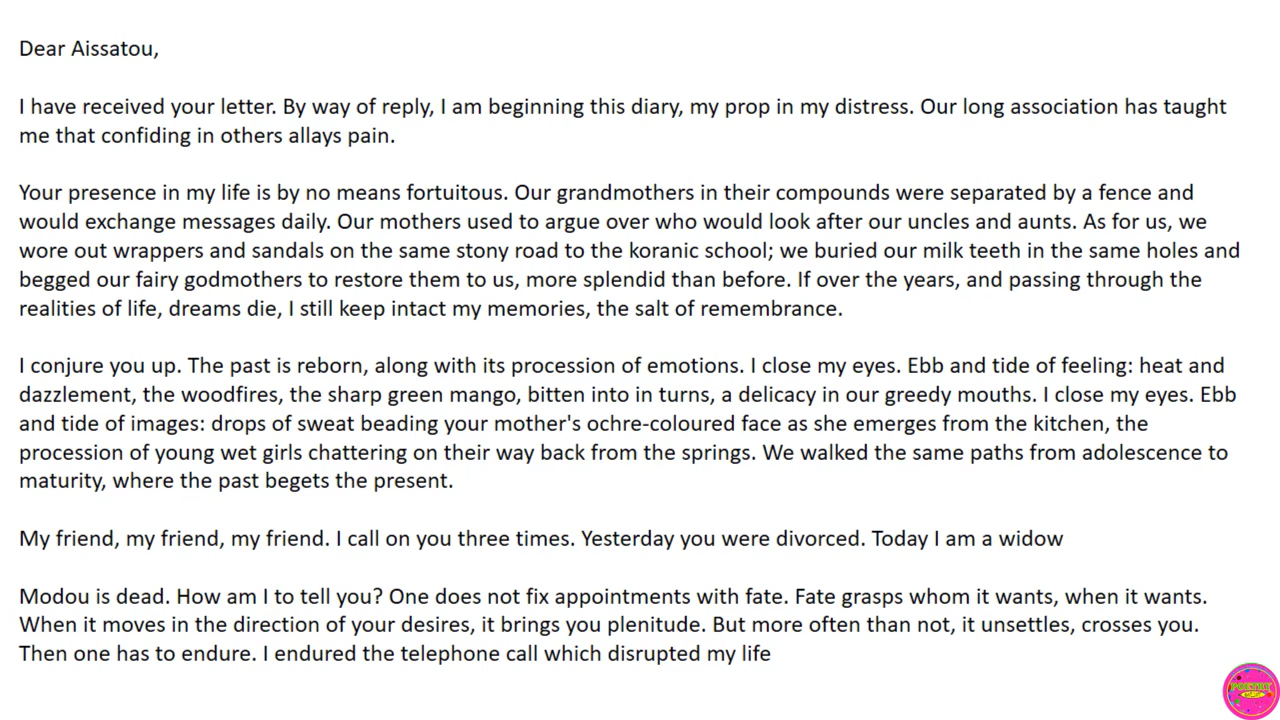 Dear Aissatou,
I have received your letter. By way of reply, I am beginning this diary, my prop in my distress. Our long association has taught
me that confiding in others allays pain.
Your presence in my life is by no means fortuitous. Our grandmothers in their compounds were separated by a fence and
would exchange messages daily. Our mothers used to argue over who would look after our uncles and aunts. As for us, we
wore out wrappers and sandals on the same stony road to the koranic school; we buried our milk teeth in the same holes and
begged our fairy godmothers to restore them to us, more splendid than before. If over the years, and passing through the
realities of life, dreams die, I still keep intact my memories, the salt of remembrance.
I conjure you up. The past is reborn, along with its procession of emotions. I close my eyes. Ebb and tide of feeling: heat and
dazzlement, the woodfires, the sharp green mango, bitten into in turns, a delicacy in our greedy mouths. I close my eyes. Ebb
and tide of images: drops of sweat beading your mother's ochre-coloured face as she emerges from the kitchen, the
procession of young wet girls chattering on their way back from the springs. We walked the same paths from adolescence to
maturity, where the past begets the present.
My friend, my friend, my friend. I call on you three times. Yesterday you were divorced. Today I am a widow
Modou is dead. How am I to tell you? One does not fix appointments with fate. Fate grasps whom it wants, when it wants.
When it moves in the direction of your desires, it brings you plenitude. But more often than not, it unsettles, crosses you.
Then one has to endure. I endured the telephone call which disrupted my life